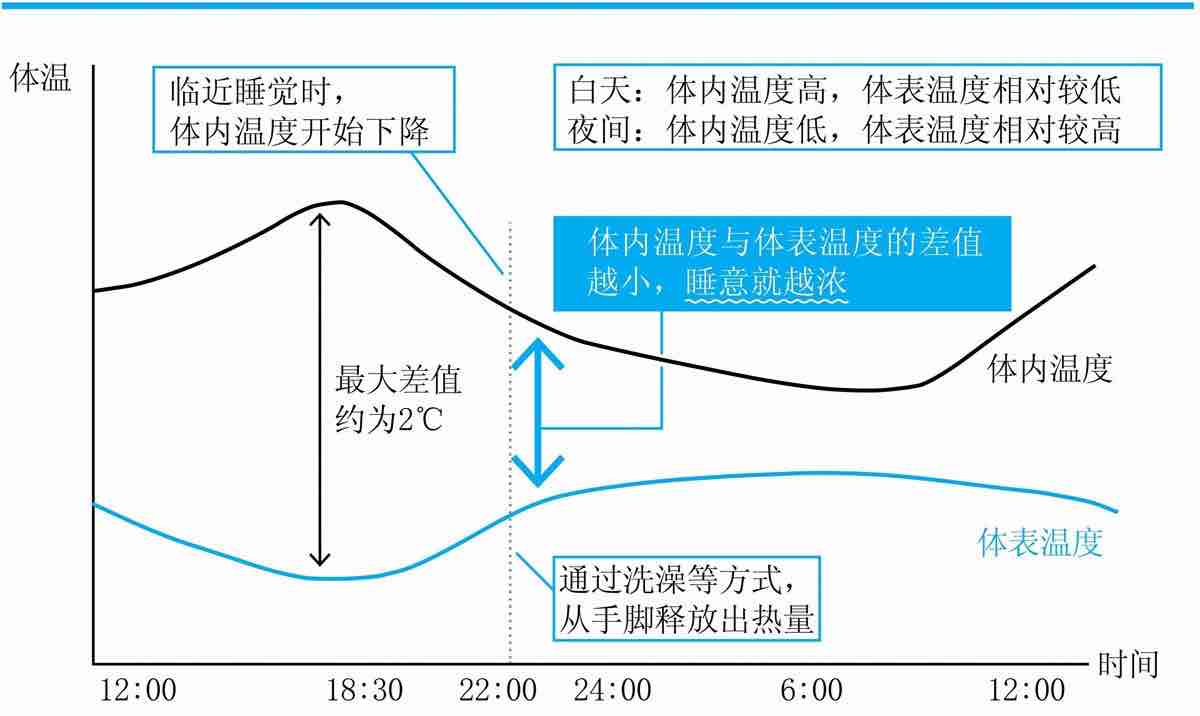 体温
临近睡觉时，
体内温度开始下降
白天：体内温度高，体表温度相对较低
夜间：体内温度低，体表温度相对较高
体内温度与体表温度的差值
越小，睡意就越浓
最大差值
约为2℃
体内温度
体表温度
通过洗澡等方式，
从手脚释放出热量
时间
12:00 18:30 22:00 24:00 6:00 12:00